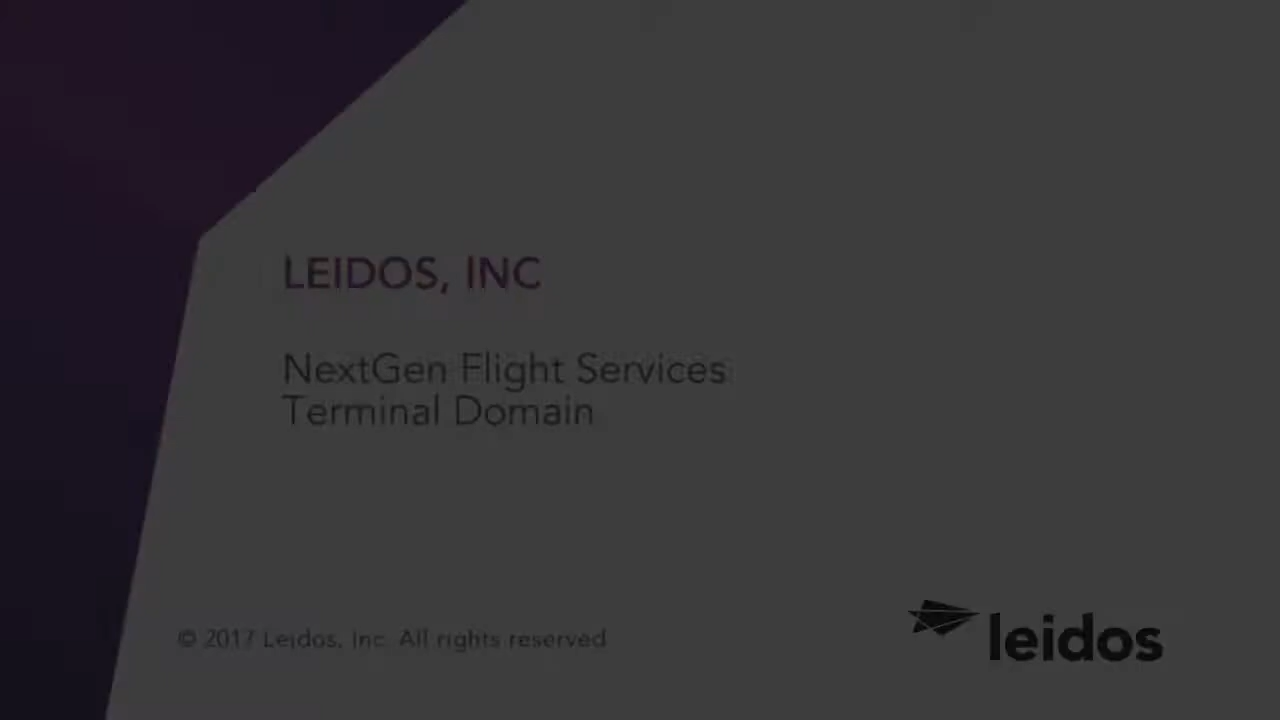 LEIDOS, INC
NextGen Flight Services
Terminal Domain
© 2017 Leidos, Inc. All rights reserved
leidos